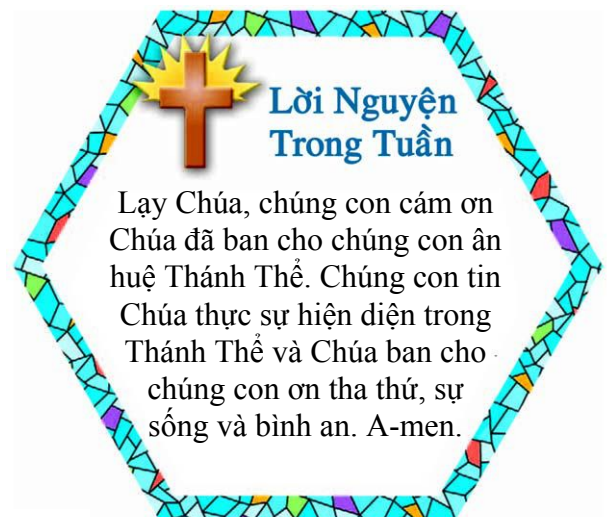 Lời Nguyện
Trong Tuần
Lạy Chúa, chúng con cám ơn
Chúa đã ban cho chúng con ân
huệ Thánh Thể. Chúng con tin
Chúa thực sự hiện diện trong
Thánh Thể và Chúa ban cho
chúng con ơn tha thứ, sự
sống và bình an. A-men.